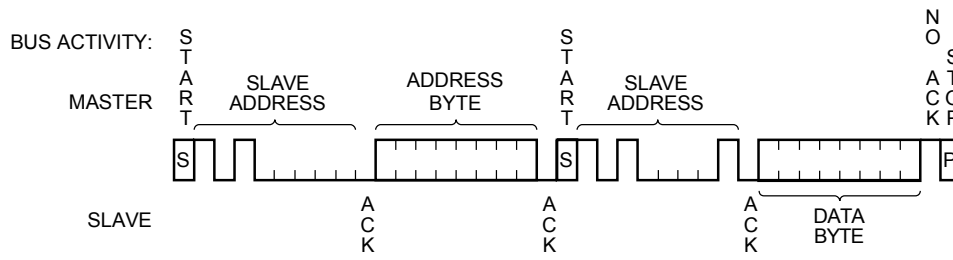 BUS ACTIVITY:
MASTER
START
SLAVE
ADDRESS
ADDRESS
BYTE
START
SLAVE
ADDRESS
NO ACK
STOP
S
S
P
SLAVE
ACK
ACK
ACK
DATA
BYTE